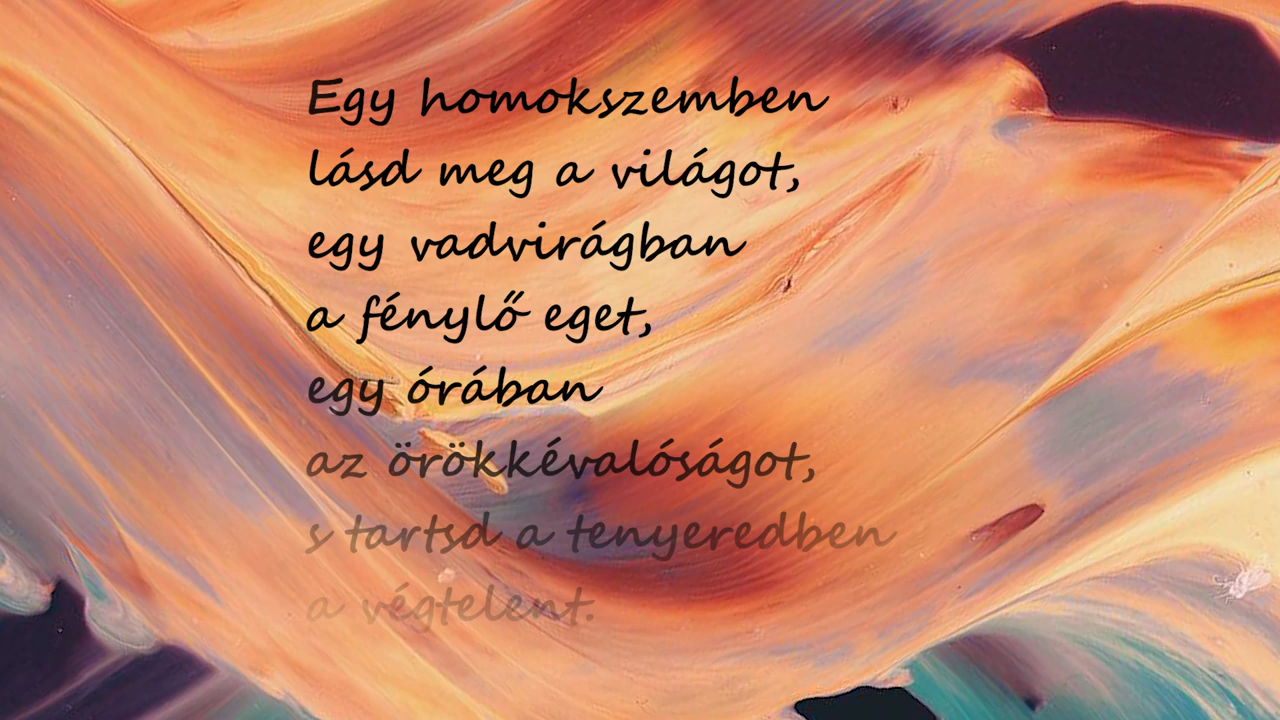 Egy homokszemben
lásd meg a világot,
egy vadvirágban
a fénylő eget,
egy órában
az örökkévalóságot,
s tartsd a tenyeredben
a végtelent.